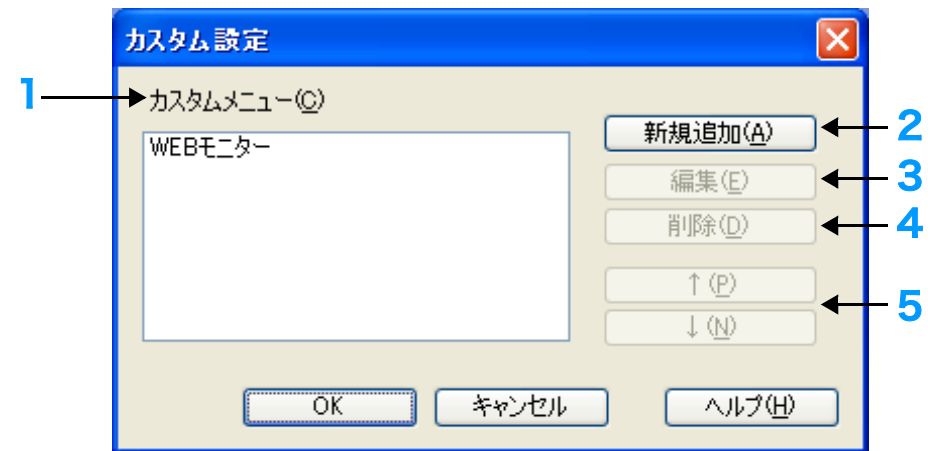 カスタム設定
1
カスタムメニュー(C)
WEBモニター
新規追加(A)
2
編集(E)
3
削除(D)
4
↑(P)
5
↓(N)
OK
キャンセル
ヘルプ(H)